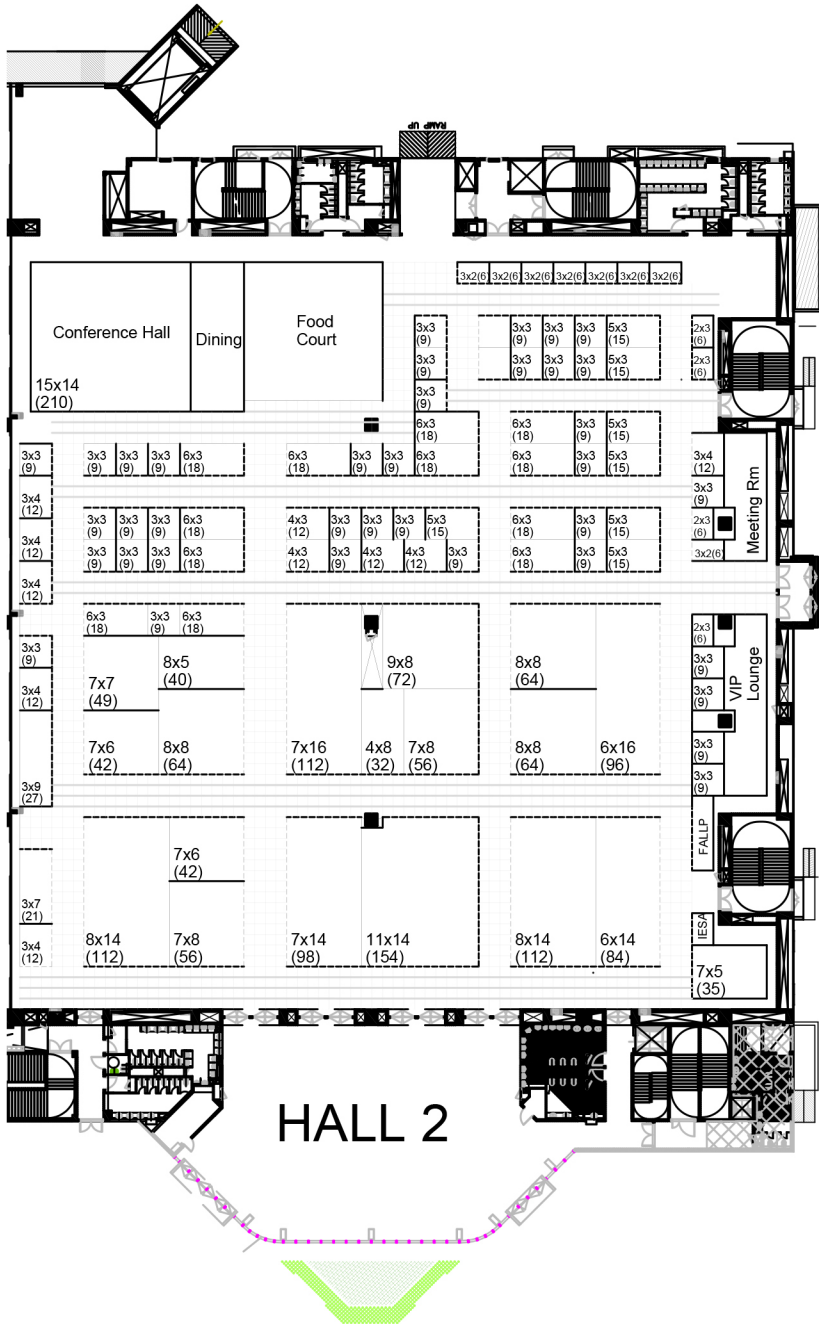 RAMP UP
3x2(6) 3x2(6) 3x2(6) 3x2(6) 3x2(6) 3x2(6) 3x2(6)
Conference Hall
Dining
Food
Court
15x14
(210)
3x3
(9)
3x3
(9)
3x3
(9)
3x3 3x3 3x3 5x3
(9) (9) (9) (15)
3x3 3x3 3x3 5x3
(9) (9) (9) (15)
2x3
(6)
2x3
(6)
6x3
(18)
6x3
(18)
6x3 3x3 5x3
(18) (9) (15)
6x3 3x3 5x3
(18) (9) (15)
3x3
(9)
3x3 3x3 3x3 6x3
(9) (9) (9) (18)
6x3 3x3 3x3
(18) (9) (9)
3x4
(12)
3x3
(9)
2x3
(6)
3x2(6)
Meeting Rm
3x4
(12)
3x4
(12)
3x4
(12)
3x3 3x3 3x3 6x3
(9) (9) (9) (18)
3x3 3x3 3x3 6x3
(9) (9) (9) (18)
4x3 3x3 3x3 3x3 5x3
(12) (9) (9) (9) (15)
4x3 3x3 4x3 4x3 3x3
(12) (9) (12) (12) (9)
6x3 3x3 5x3
(18) (9) (15)
6x3 3x3 5x3
(18) (9) (15)
6x3 3x3 6x3
(18) (9) (18)
3x3
(9)
3x4
(12)
3x9
(27)
8x5
(40)
7x7
(49)
7x6
(42)
8x8
(64)
9x8
(72)
7x16
(112)
4x8
(32)
7x8
(56)
8x8
(64)
8x8
(64)
6x16
(96)
2x3
(6)
3x3
(9)
3x3
(9)
3x3
(9)
3x3
(9)
VIP
Lounge
FALLP
7x6
(42)
3x7
(21)
3x4
(12)
8x14
(112)
7x8
(56)
7x14
(98)
11x14
(154)
8x14
(112)
6x14
(84)
IESA
7x5
(35)
HALL 2